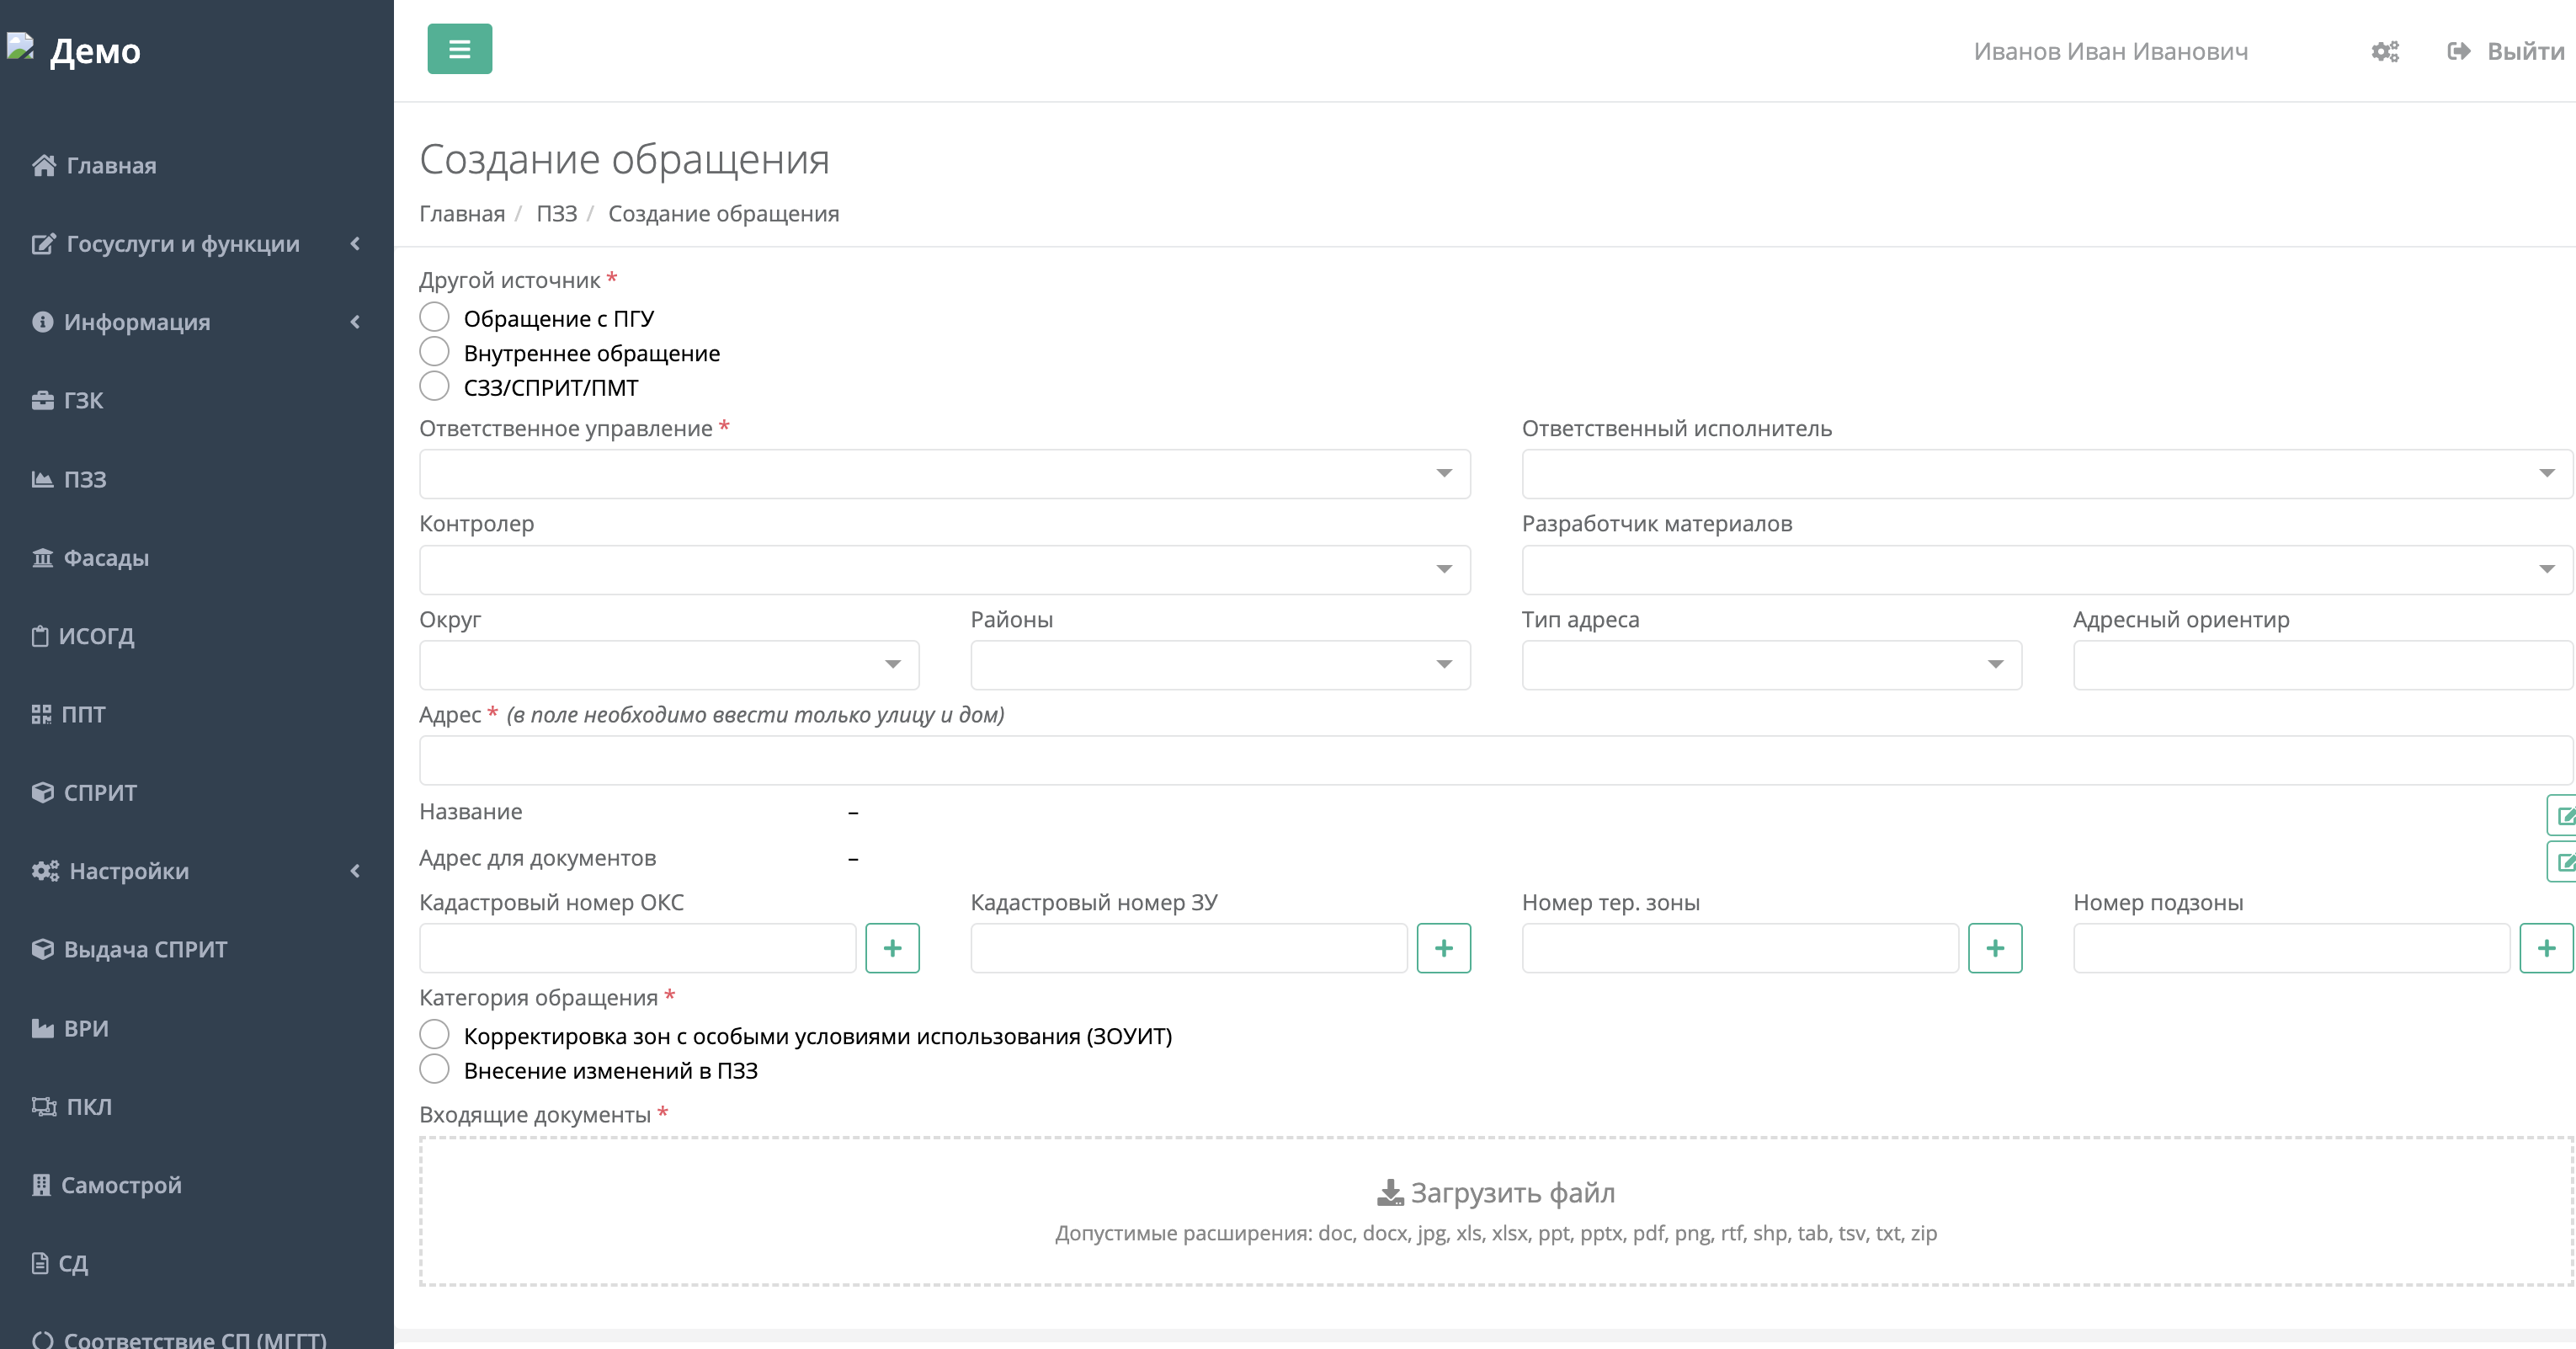 Демо
Иванов Иван Иванович
Выйти
Главная
Госуслуги и функции
Информация
ГЗК
ПЗЗ
Фасады
ИСОГД
ППТ
СПРИТ
Настройки
Выдача СПРИТ
ВРИ
ПКЛ
Самострой
СД
Соответствие СП (МГГТ)
Создание обращения
Главная / ПЗЗ / Создание обращения
Другой источник *
Обращение с ПГУ
Внутреннее обращение
СЗЗ/СПРИТ/ПМТ
Ответственное управление * Ответственный исполнитель
Контролер Разработчик материалов
Округ Районы Тип адреса Адресный ориентир
Адрес * (в поле необходимо ввести только улицу и дом)
Название –
Адрес для документов –
Кадастровый номер ОКС Кадастровый номер ЗУ Номер тер. зоны Номер подзоны
Категория обращения *
Корректировка зон с особыми условиями использования (ЗОУИТ)
Внесение изменений в ПЗЗ
Входящие документы *
Загрузить файл
Допустимые расширения: doc, docx, jpg, xls, xlsx, ppt, pptx, pdf, png, rtf, shp, tab, tsv, txt, zip